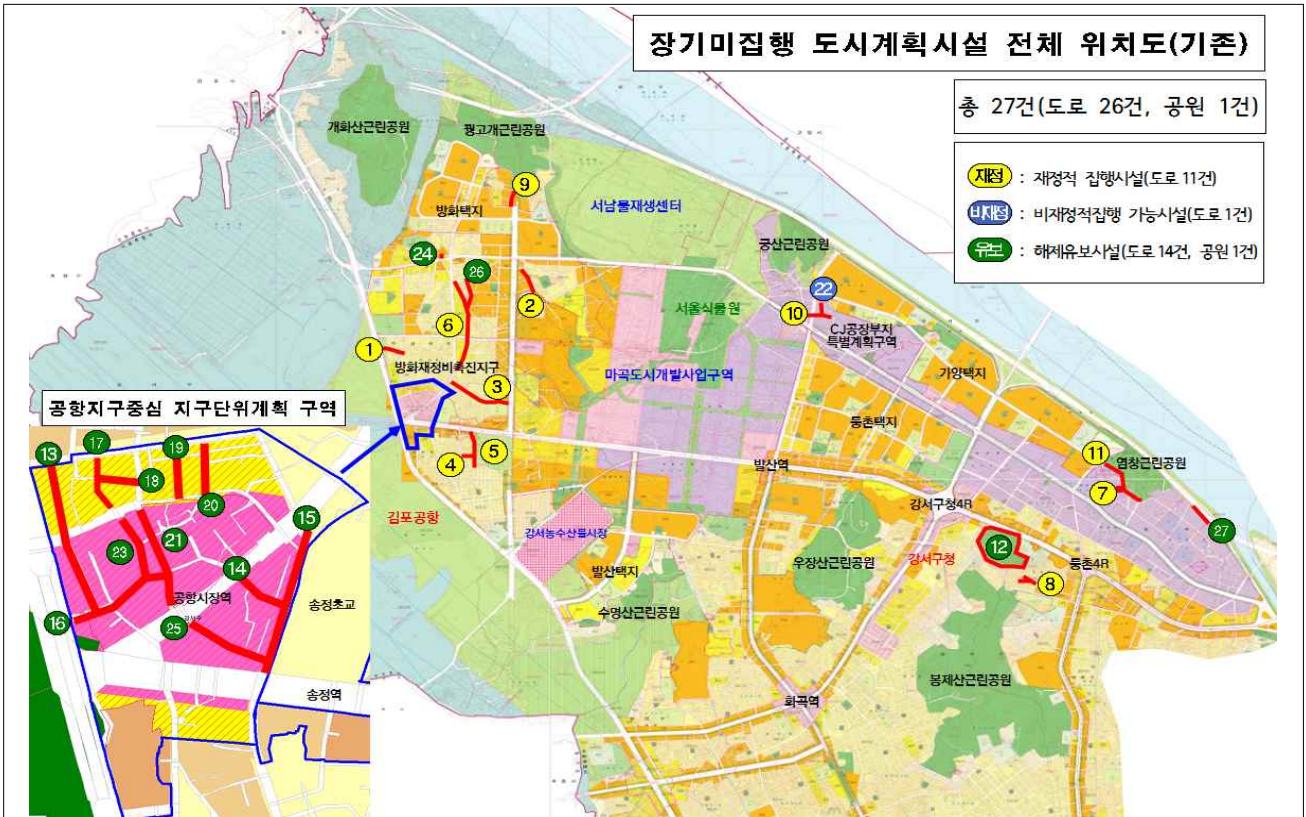 장기미집행 도시계획시설 전체 위치도(기존)
총 27건(도로 26건, 공원 1건)
재정 : 재정적 집행시설(도로 11건)
비재정 : 비재정적집행 가능시설(도로 1건)
유보 : 해제유보시설(도로 14건, 공원 1건)
개화산근린공원
꿩고개근린공원
9
방화택지
서남물재생센터
24
26
2
궁산근린공원
22
10
서울식물원
6
CJ공장부지
특별계획구역
1
방화재정비촉진지구
3
마곡도시개발사업구역
가양택지
공항지구중심 지구단위계획 구역
등촌택지
4
5
발산역
11
염창근린공원
7
강서구청4R
27
김포공항
강서농수산물시장
12
우장산근린공원
강서구청
등촌4R
8
발산택지
수명산근린공원
봉제산근린공원
화곡역
13
17
19
18
20
15
23
21
14
공항시장역
송정초교
16
25
송정역